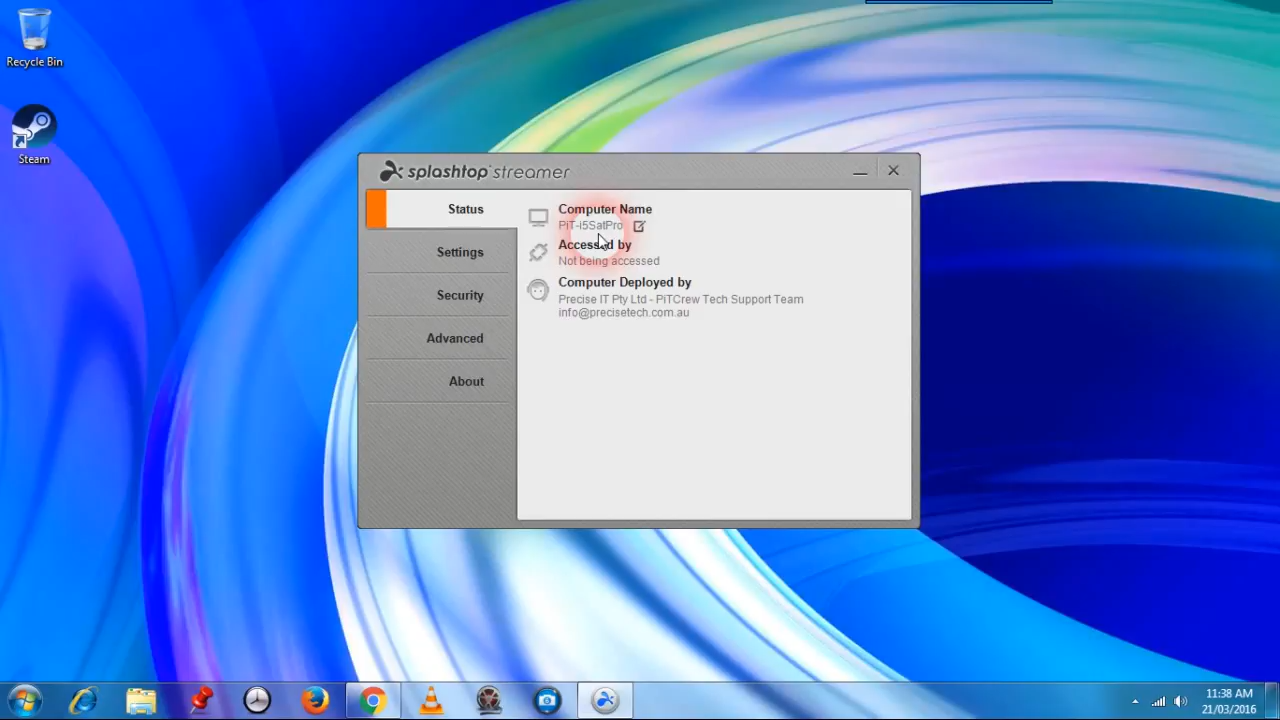 Recycle Bin
Steam
splashtop streamer
Status
Settings
Security
Advanced
About
Computer Name
PiT-i5SatPro
Accessed by
Not being accessed
Computer Deployed by
Precise IT Pty Ltd - PiTCrew Tech Support Team
info@precisetech.com.au
11:38 AM
21/03/2016